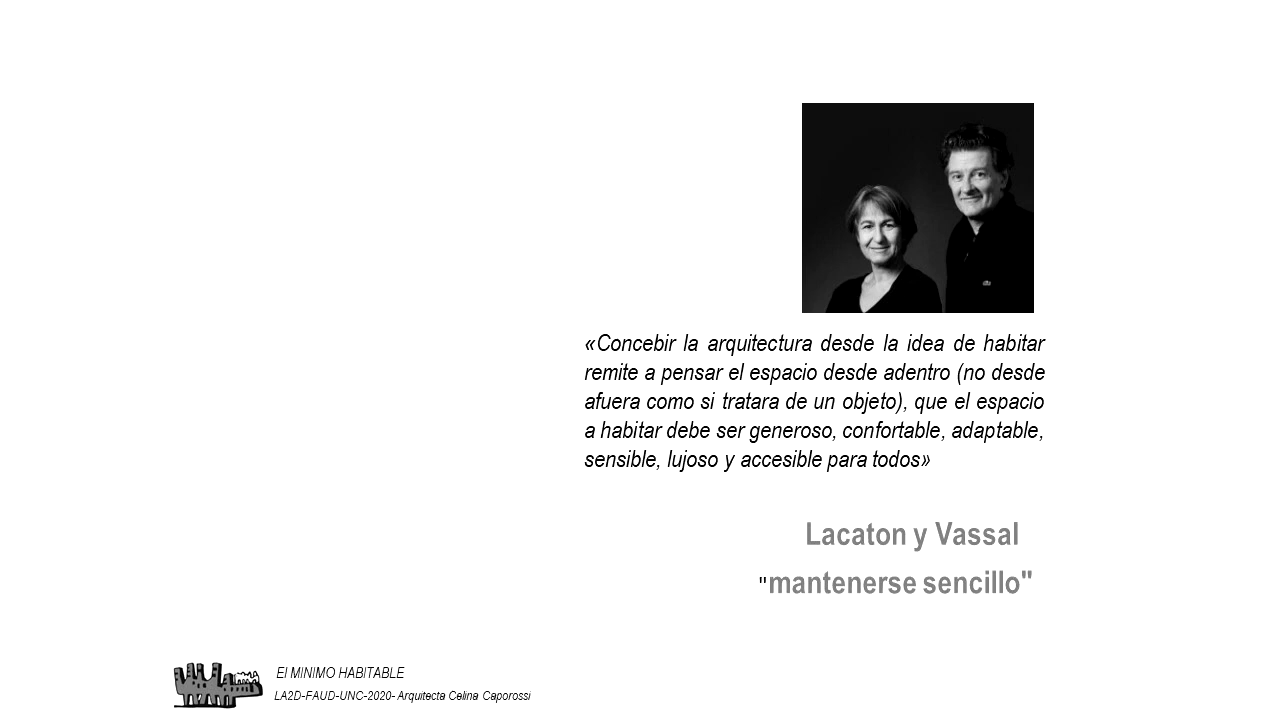 «Concebir la arquitectura desde la idea de habitar
remite a pensar el espacio desde adentro (no desde
afuera como si tratara de un objeto), que el espacio
a habitar debe ser generoso, confortable, adaptable,
sensible, lujoso y accesible para todos»
Lacaton y Vassal
"mantenerse sencillo"
El MINIMO HABITABLE
LA2D-FAUD-UNC-2020- Arquitecta Celina Caporossi